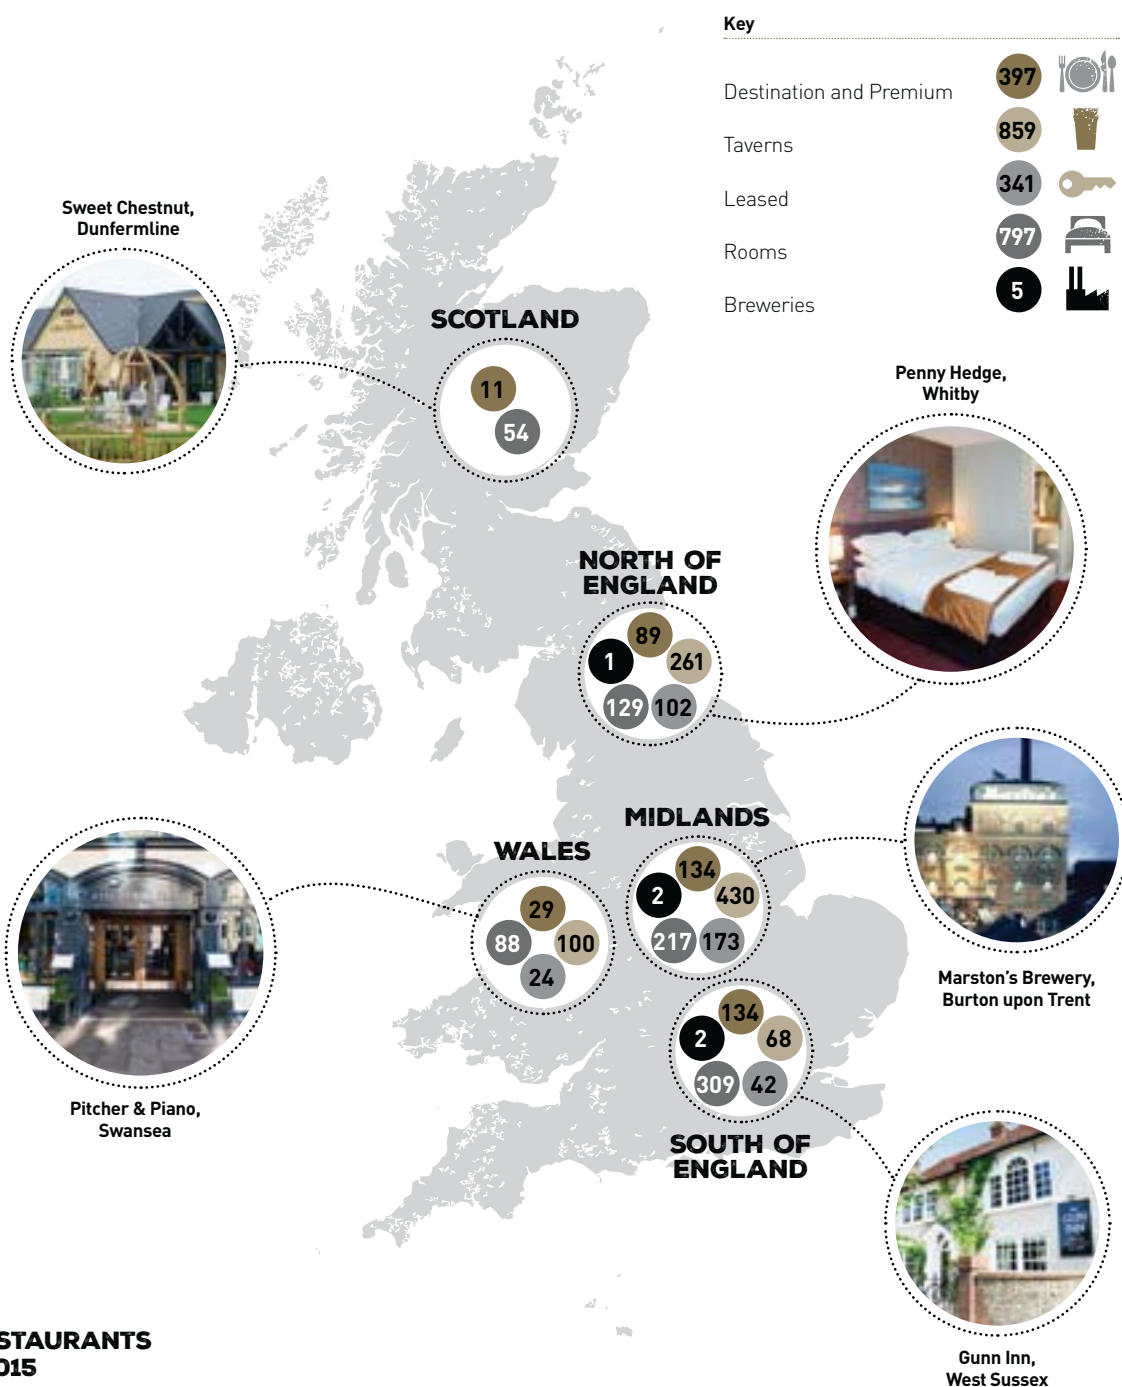 Key
Destination and Premium
397
Taverns
859
Leased
341
Rooms
797
Breweries
5
Sweet Chestnut,
Dunfermline
SCOTLAND
11
54
Penny Hedge,
Whitby
NORTH OF
ENGLAND
89
1
261
129
102
MIDLANDS
134
2
430
217
173
WALES
29
88
100
24
Marston's Brewery,
Burton upon Trent
134
2
68
309
42
SOUTH OF
ENGLAND
Pitcher & Piano,
Swansea
Gunn Inn,
West Sussex
STAURANTS
015